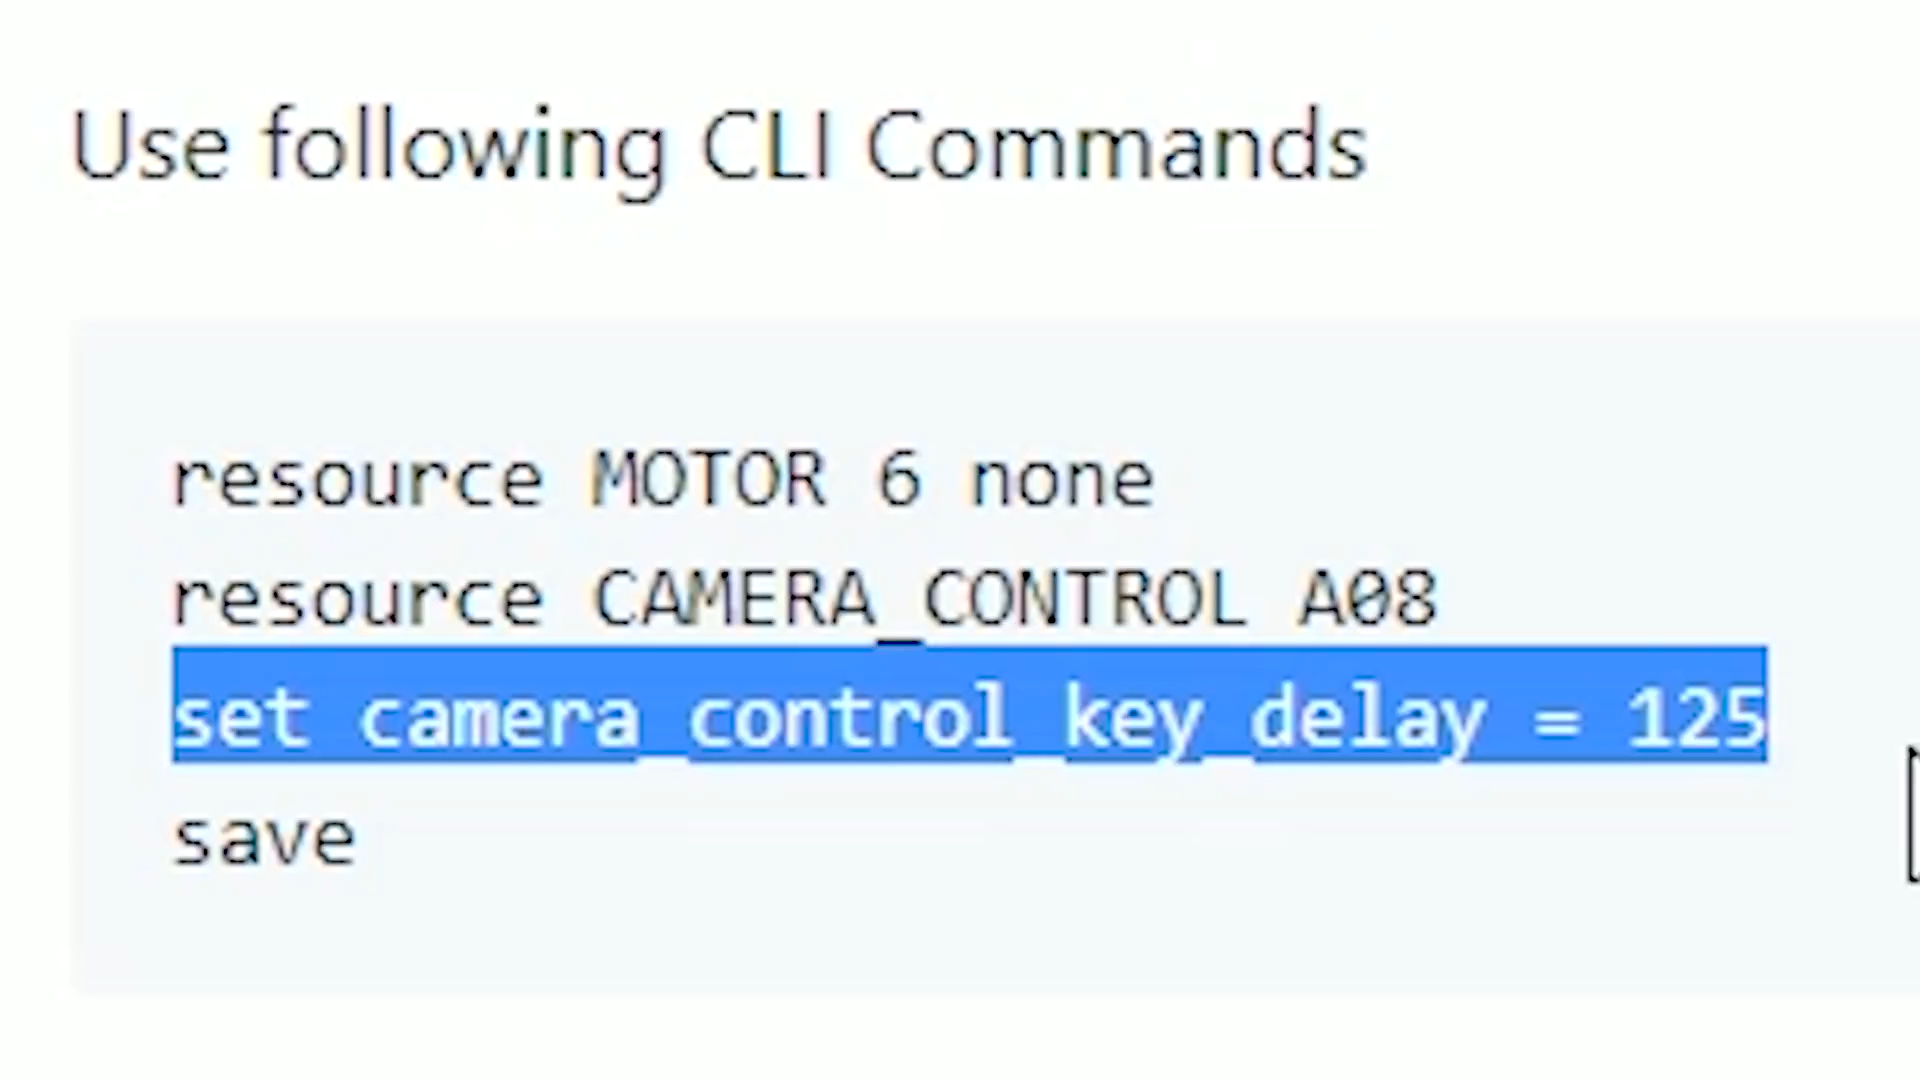 Use following CLI Commands
resource MOTOR 6 none
resource CAMERA_CONTROL A08
set camera_control_key_delay = 125
save